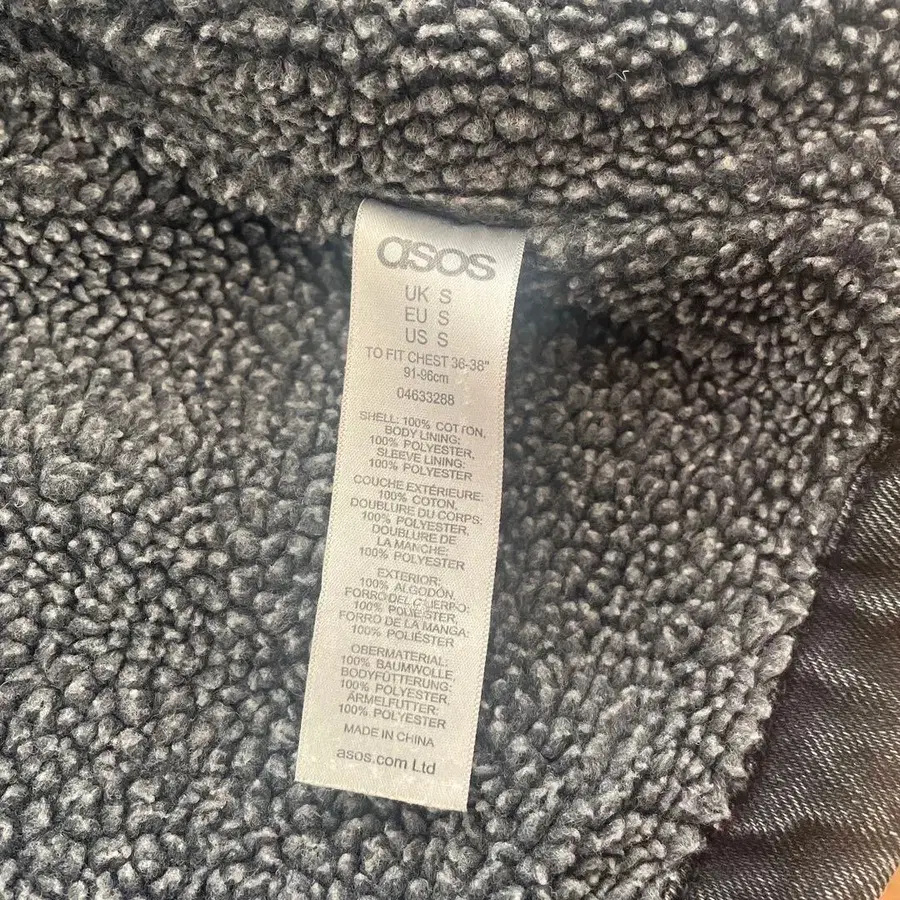 asos
UK S
EU S
US S
TO FIT CHEST 36-38"
91-96cm
04633288
SHELL: 100% COTTON,
BODY LINING:
100% POLYESTER,
SLEEVE LINING:
100% POLYESTER
COUCHE EXTÉRIEURE:
100% COTON,
DOUBLURE DU CORPS:
100% POLYESTER,
DOUBLURE DE
LA MANCHE:
100% POLYESTER
EXTERIOR:
100% ALGODÓN,
FORRO DEL CUERPO:
100% POLIÉSTER,
FORRO DE LA MANGA:
100% POLIÉSTER
OBERMATERIAL:
100% BAUMWOLLE,
BODYFÜTTERUNG:
100% POLYESTER,
ÄRMELFUTTER:
100% POLYESTER
MADE IN CHINA
asos.com Ltd